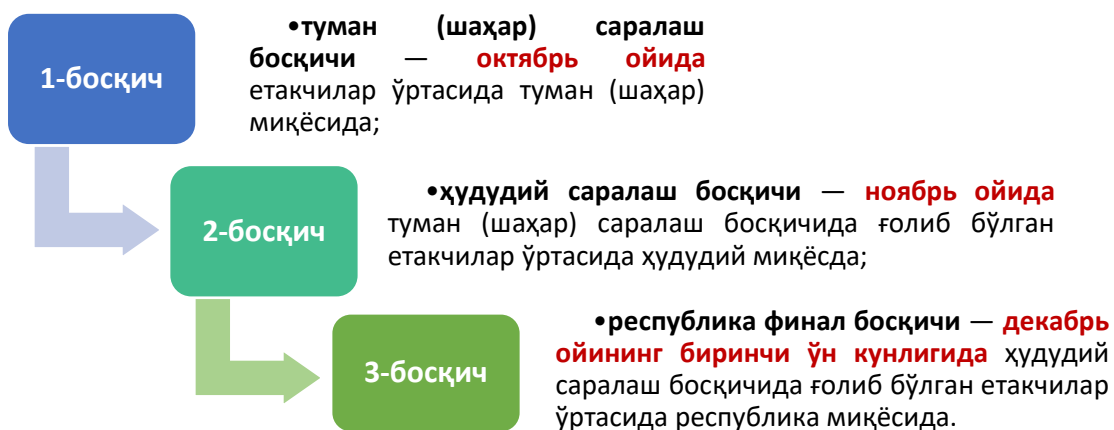 1-босқич
•туман (шаҳар) саралаш
босқичи — октябрь ойида
етакчилар ўртасида туман (шаҳар)
миқёсида;
2-босқич
•ҳудудий саралаш босқичи — ноябрь ойида
туман (шаҳар) саралаш босқичида ғолиб бўлган
етакчилар ўртасида ҳудудий миқёсда;
3-босқич
•республика финал босқичи — декабрь
ойининг биринчи ўн кунлигида ҳудудий
саралаш босқичида ғолиб бўлган етакчилар
ўртасида республика миқёсида.